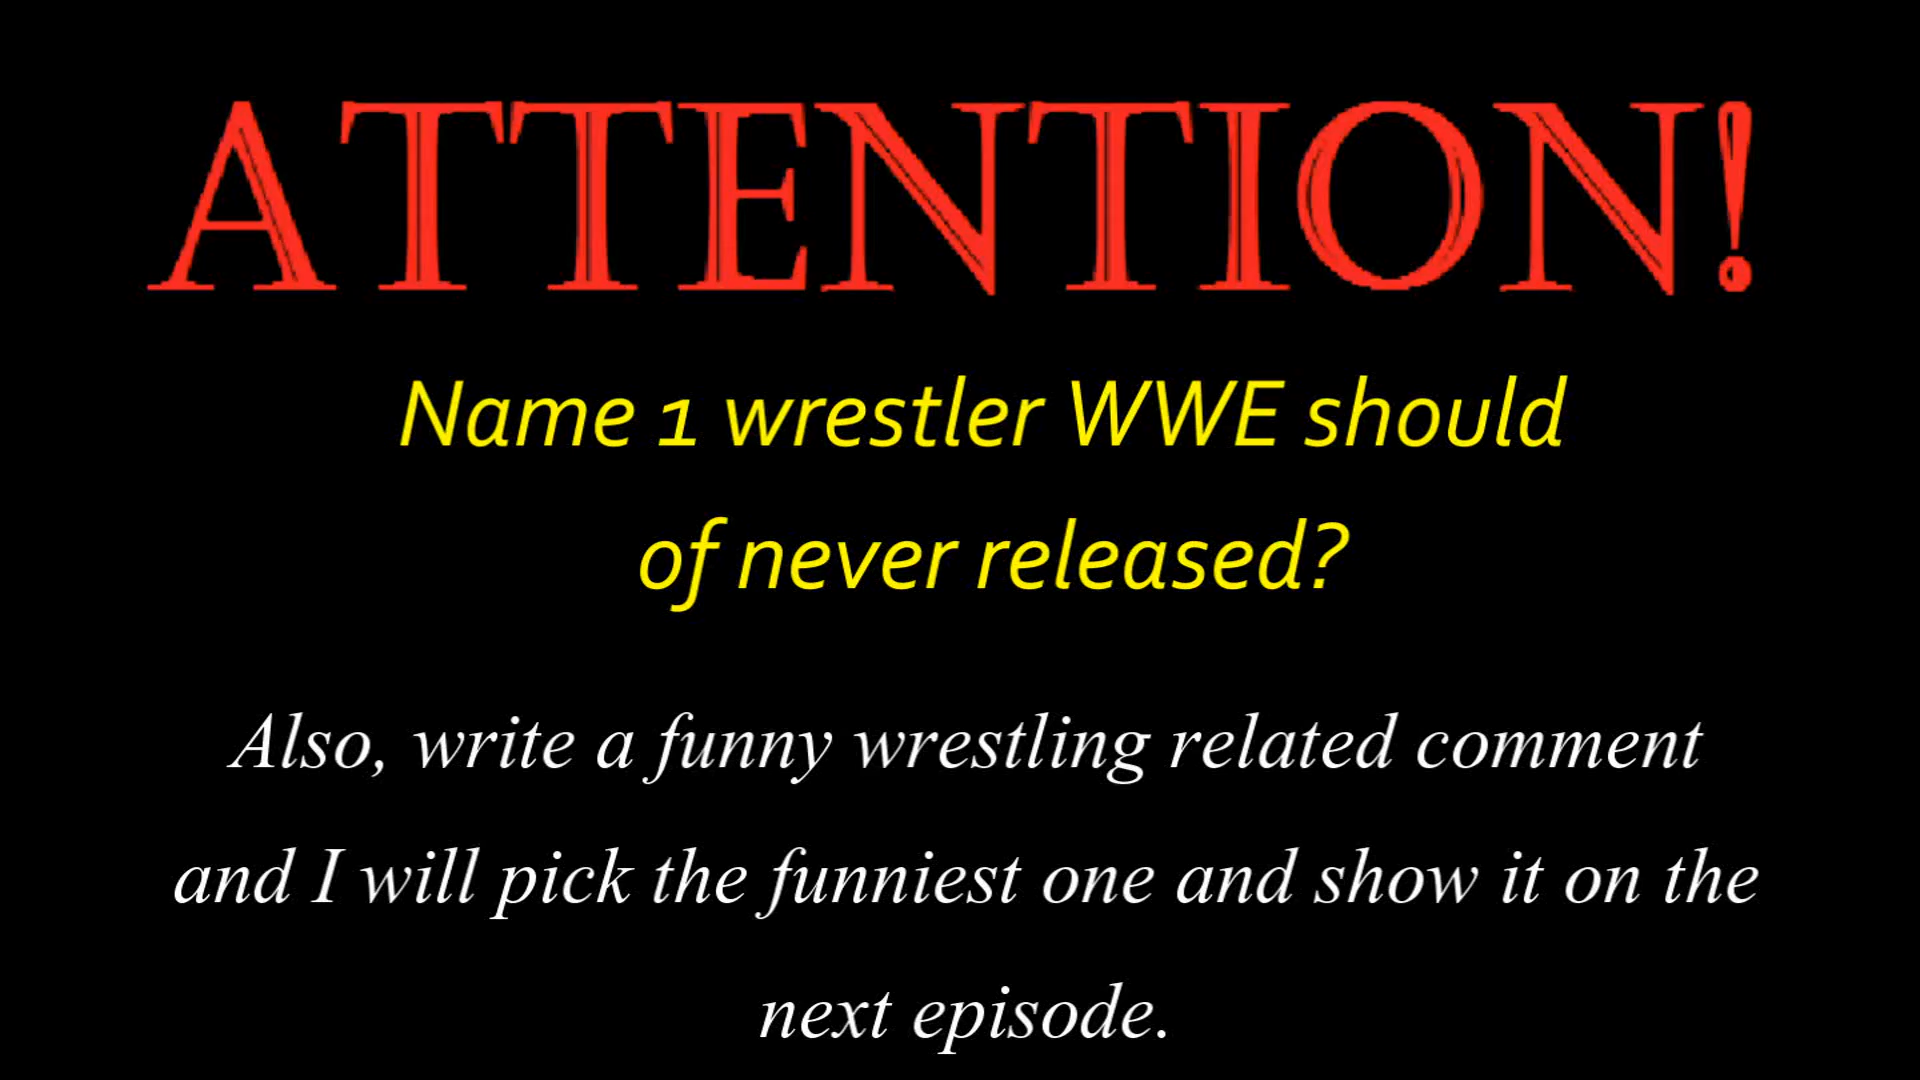 ATTENTION!
Name 1 wrestler WWE should
of never released?
Also, write a funny wrestling related comment
and I will pick the funniest one and show it on the
next episode.